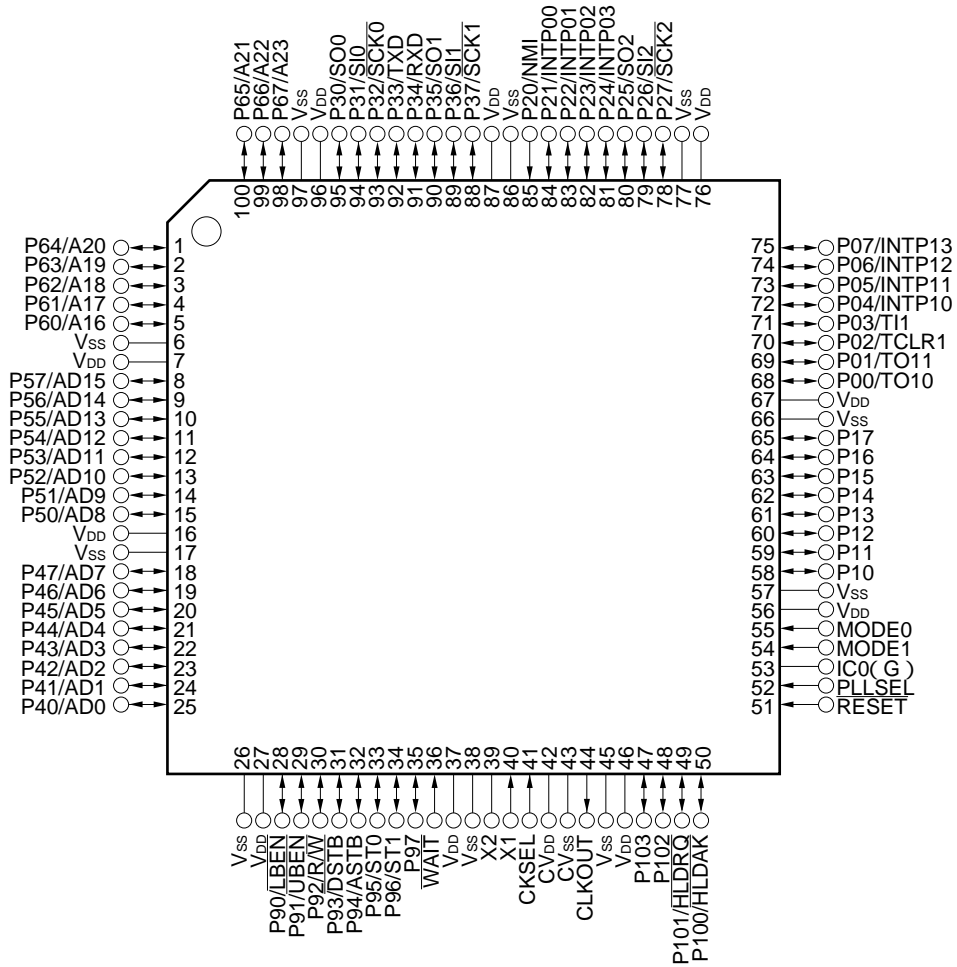 P65/A21
P66/A22
P67/A23
VSS
VDD
P30/SO0
P31/SI0
P32/SCK0
P33/TXD
P34/RXD
P35/SO1
P36/SI1
P37/SCK1
VDD
VSS
P20/NMI
P21/INTP00
P22/INTP01
P23/INTP02
P24/INTP03
P25/SO2
P26/SI2
P27/SCK2
VSS
VDD
100 99 98 97 96 95 94 93 92 91 90 89 88 87 86 85 84 83 82 81 80 79 78 77 76
P64/A20 1 75 P07/INTP13
P63/A19 2 74 P06/INTP12
P62/A18 3 73 P05/INTP11
P61/A17 4 72 P04/INTP10
P60/A16 5 71 P03/TI1
VSS 6 70 P02/TCLR1
VDD 7 69 P01/TO11
P57/AD15 8 68 P00/TO10
P56/AD14 9 67 VDD
P55/AD13 10 66 VSS
P54/AD12 11 65 P17
P53/AD11 12 64 P16
P52/AD10 13 63 P15
P51/AD9 14 62 P14
P50/AD8 15 61 P13
VDD 16 60 P12
VSS 17 59 P11
P47/AD7 18 58 P10
P46/AD6 19 57 VSS
P45/AD5 20 56 VDD
P44/AD4 21 55 MODE0
P43/AD3 22 54 MODE1
P42/AD2 23 53 IC0(G)
P41/AD1 24 52 PLLSEL
P40/AD0 25 51 RESET
26 27 28 29 30 31 32 33 34 35 36 37 38 39 40 41 42 43 44 45 46 47 48 49 50
VSS
VDD
P90/LBEN
P91/UBEN
P92/R/W
P93/DSTB
P94/ASTB
P95/ST0
P96/ST1
P97
WAIT
VDD
VSS
X2
X1
CKSEL
CVDD
CVSS
CLKOUT
VSS
VDD
P103
P102
P101/HLDRQ
P100/HLDAK